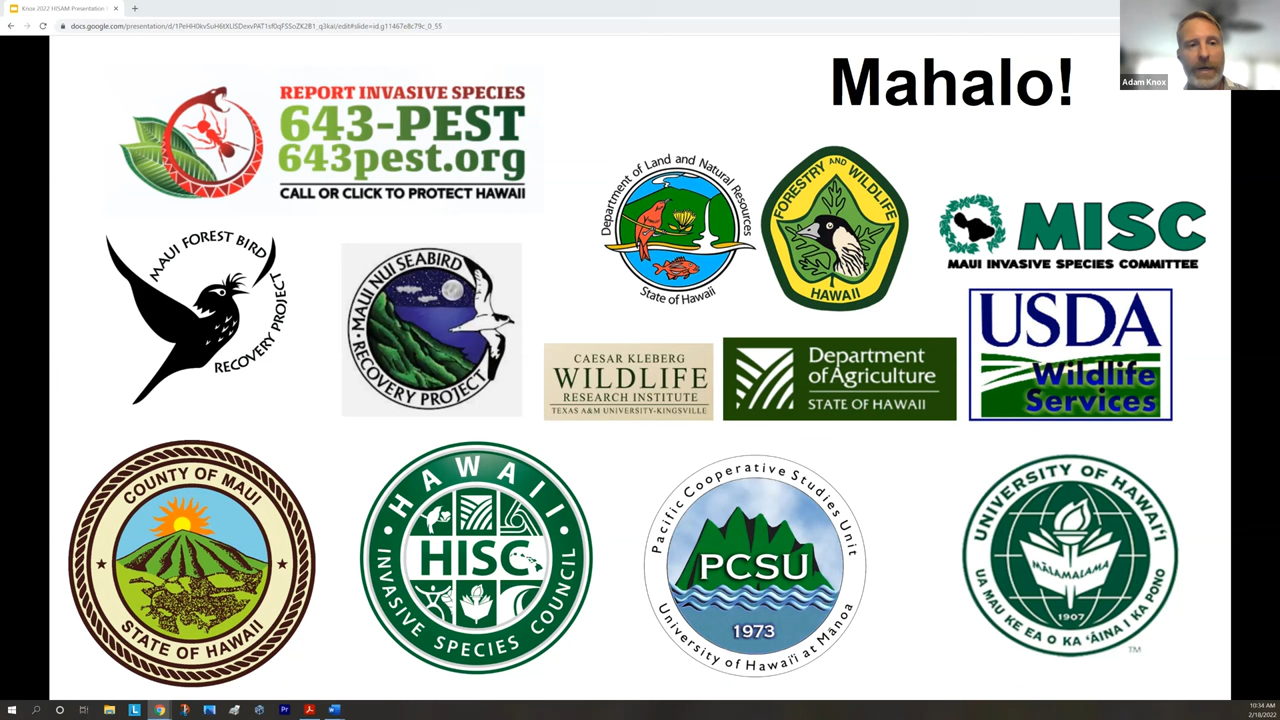 Knox 2022 HISAM Presentation
docs.google.com/presentation/d/1PeHH0kvSuH6tXLlSDexvPAT1sf0qFSSoZK2B1_q3kaI/edit#slide=id.g11467e8c79c_0_55
Mahalo!
Adam Knox
REPORT INVASIVE SPECIES
643-PEST
643pest.org
CALL OR CLICK TO PROTECT HAWAII
Department of Land and Natural Resources
State of Hawaii
FORESTRY AND WILDLIFE
HAWAII
MISC
MAUI INVASIVE SPECIES COMMITTEE
MAUI FOREST BIRD
RECOVERY PROJECT
MAUI NUI SEABIRD
RECOVERY PROJECT
CAESAR KLEBERG
WILDLIFE
RESEARCH INSTITUTE
TEXAS A&M UNIVERSITY-KINGSVILLE
Department
of Agriculture
STATE OF HAWAII
USDA
Wildlife
Services
COUNTY OF MAUI
STATE OF HAWAII
HAWAII
HISC
INVASIVE SPECIES COUNCIL
Pacific Cooperative Studies Unit
PCSU
1973
University of Hawai'i at Mānoa
UNIVERSITY OF HAWAI'I
MĀLAMALAMA
1907
UA MAU KE EA O KA 'ĀINA I KA PONO
TM
10:34 AM
2/18/2022